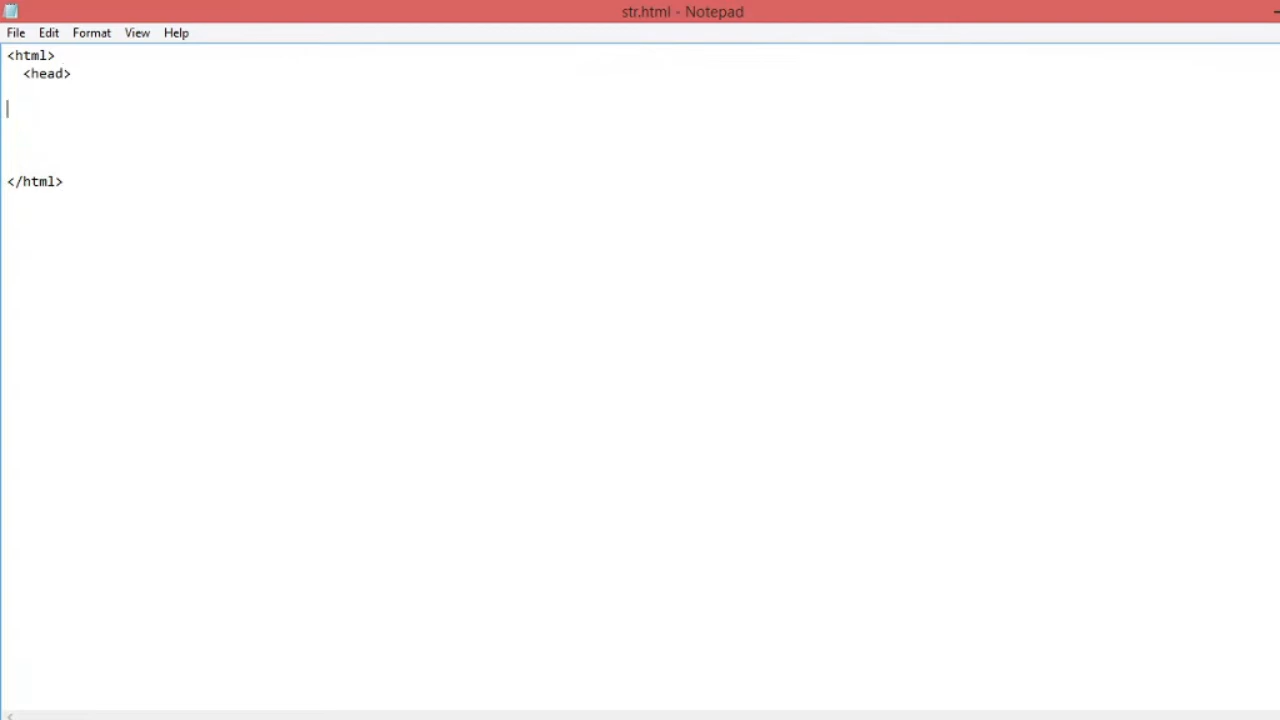 str.html - Notepad
File Edit Format View Help
<html>
<head>
</html>